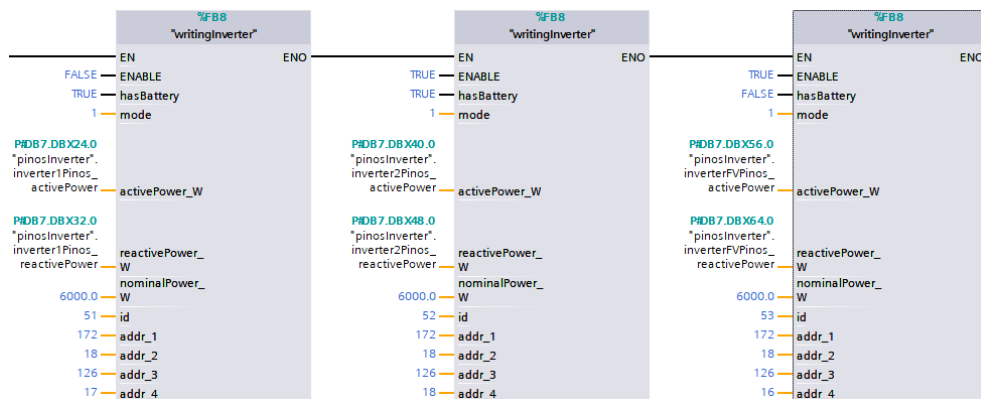 %FB8
"writingInverter"
EN ENO
FALSE ENABLE
TRUE hasBattery
1 mode
P#DB7.DBX24.0
"pinosInverter".
inverter1Pinos_
activePower activePower_W
P#DB7.DBX32.0
"pinosInverter".
inverter1Pinos_
reactivePower reactivePower_
W
6000.0 nominalPower_
W
51 id
172 addr_1
18 addr_2
126 addr_3
17 addr_4
%FB8
"writingInverter"
EN ENO
TRUE ENABLE
TRUE hasBattery
1 mode
P#DB7.DBX40.0
"pinosInverter".
inverter2Pinos_
activePower activePower_W
P#DB7.DBX48.0
"pinosInverter".
inverter2Pinos_
reactivePower reactivePower_
W
6000.0 nominalPower_
W
52 id
172 addr_1
18 addr_2
126 addr_3
18 addr_4
%FB8
"writingInverter"
EN ENO
TRUE ENABLE
FALSE hasBattery
1 mode
P#DB7.DBX56.0
"pinosInverter".
inverterFVPinos_
activePower activePower_W
P#DB7.DBX64.0
"pinosInverter".
inverterFVPinos_
reactivePower reactivePower_
W
6000.0 nominalPower_
W
53 id
172 addr_1
18 addr_2
126 addr_3
16 addr_4